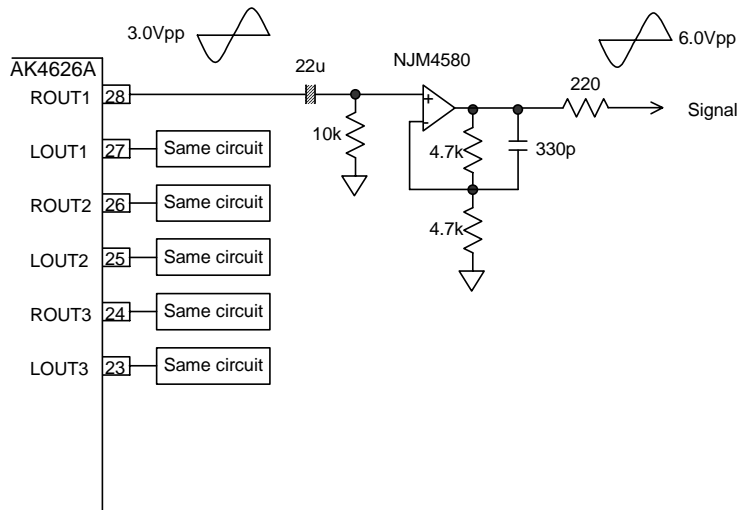 3.0Vpp
6.0Vpp
AK4626A
22u
NJM4580
ROUT1 28
220
Signal
+
-
10k
4.7k
330p
LOUT1 27 Same circuit
ROUT2 26 Same circuit
4.7k
LOUT2 25 Same circuit
ROUT3 24 Same circuit
LOUT3 23 Same circuit